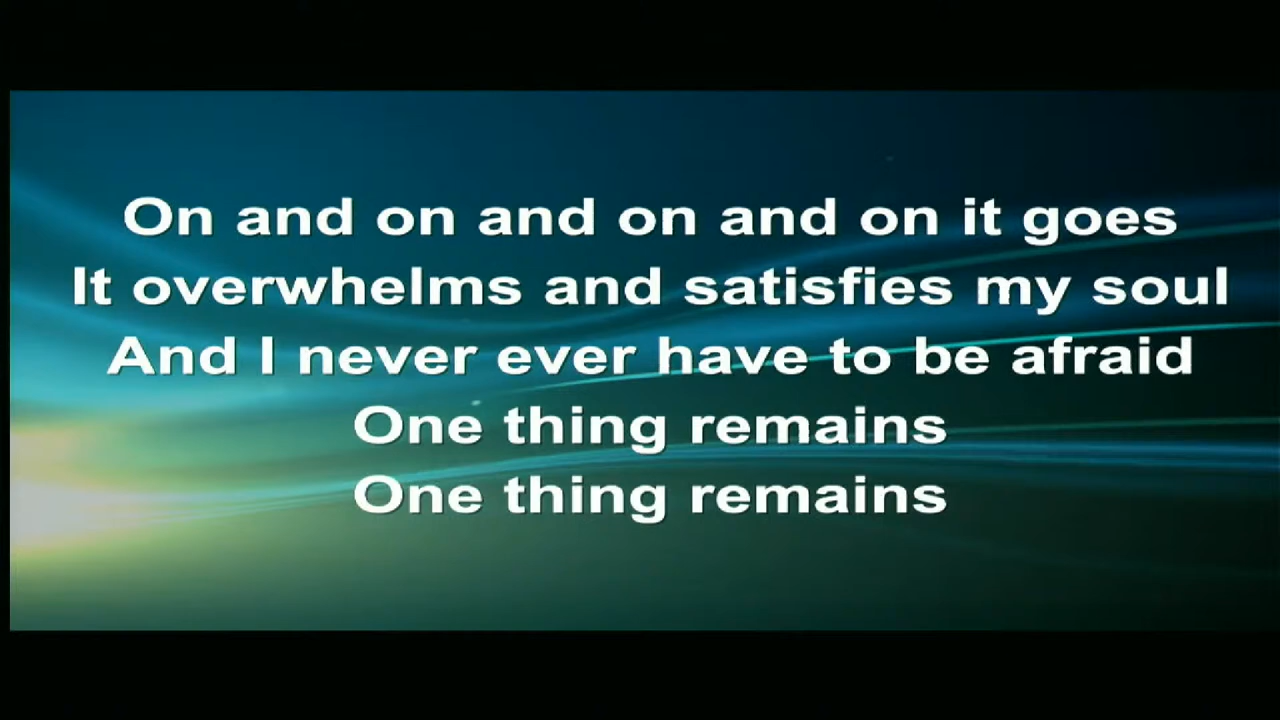 On and on and on and on it goes
It overwhelms and satisfies my soul
And I never ever have to be afraid
One thing remains
One thing remains